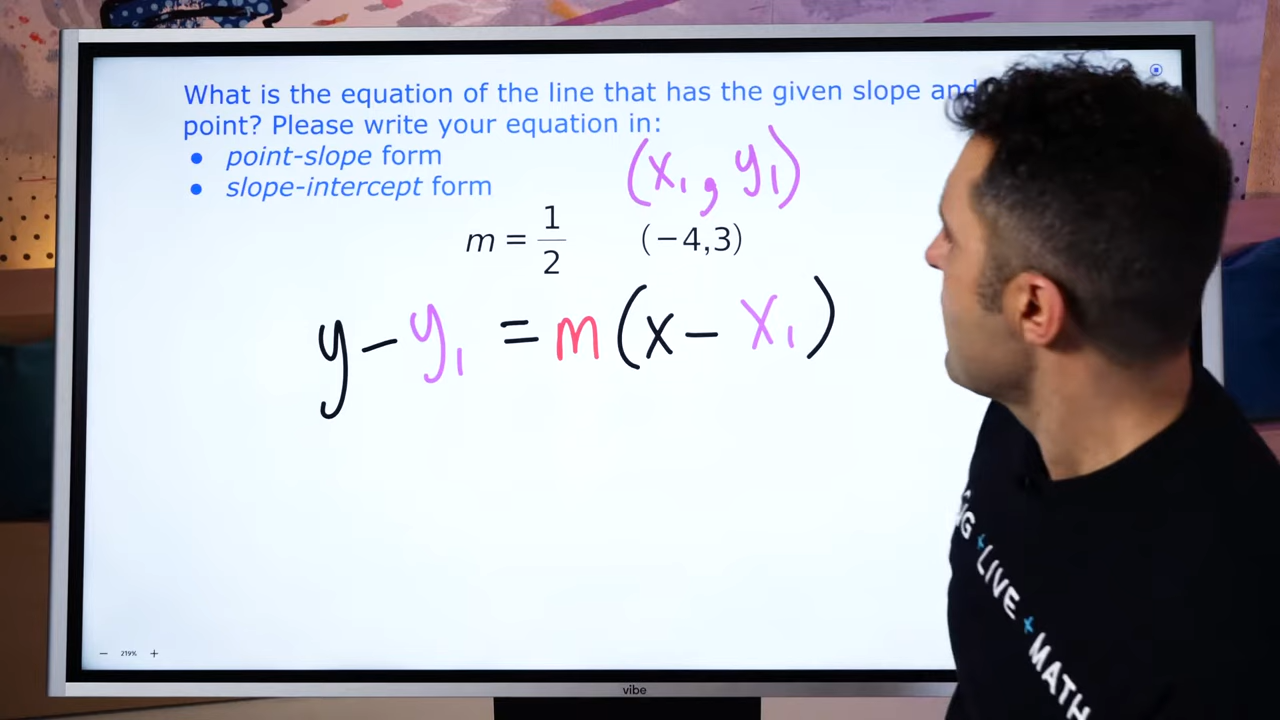 What is the equation of the line that has the given slope and
point? Please write your equation in:
• point-slope form
• slope-intercept form
(x₁, y₁)
m = 1/2 (−4,3)
y − y₁ = m(x − x₁)
− 219% +
vibe
LIVE + MATH